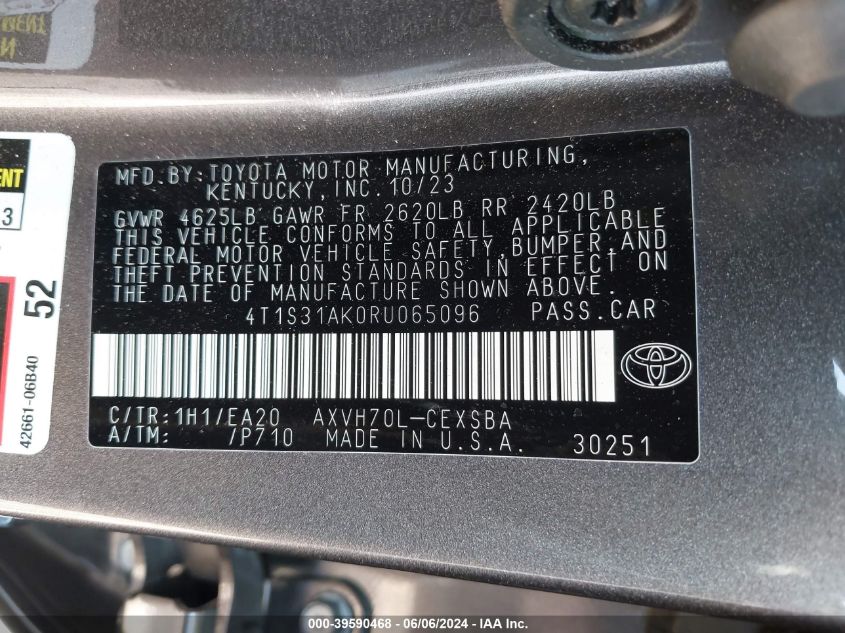 MFD.BY:TOYOTA MOTOR MANUFACTURING,
KENTUCKY,INC.10/23
GVWR 4625LB GAWR FR 2620LB RR 2420LB
THIS VEHICLE CONFORMS TO ALL APPLICABLE
FEDERAL MOTOR VEHICLE SAFETY,BUMPER,AND
THEFT PREVENTION STANDARDS IN EFFECT ON
THE DATE OF MANUFACTURE SHOWN ABOVE.
4T1S31AK0RU065096 PASS.CAR
C/TR:1H1/EA20 AXVH70L-CEXSBA
A/TM: /P710 MADE IN U.S.A. 30251
52
42661-06B40
000-39590468 - 06/06/2024 - IAA Inc.